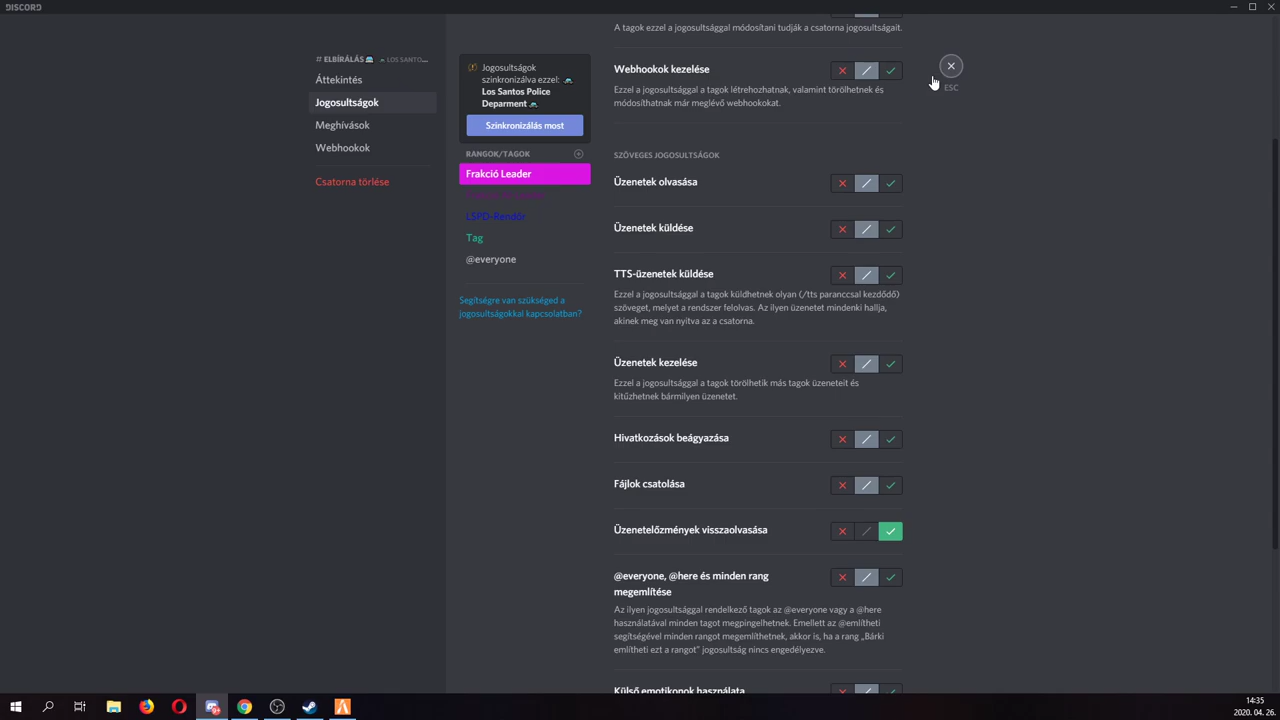 DISCORD
# ELBÍRÁLÁS LOS SANTO...
Áttekintés
Jogosultságok
Meghívások
Webhookok
Csatorna törlése
Jogosultságok
szinkronizálva ezzel:
Los Santos Police
Deparment
Szinkronizálás most
RANGOK/TAGOK
Frakció Leader
LSPD-Rendőr
Tag
@everyone
Segítségre van szükséged a
jogosultságokkal kapcsolatban?
A tagok ezzel a jogosultsággal módosítani tudják a csatorna jogosultságait.
Webhookok kezelése
Ezzel a jogosultsággal a tagok létrehozhatnak, valamint törölhetnek és
módosíthatnak már meglévő webhookokat.
SZÖVEGES JOGOSULTSÁGOK
Üzenetek olvasása
Üzenetek küldése
TTS-üzenetek küldése
Ezzel a jogosultsággal a tagok küldhetnek olyan (/tts paranccsal kezdődő)
szöveget, melyet a rendszer felolvas. Az ilyen üzenetet mindenki hallja,
akinek meg van nyitva az a csatorna.
Üzenetek kezelése
Ezzel a jogosultsággal a tagok törölhetik más tagok üzeneteit és
kitűzhetnek bármilyen üzenetet.
Hivatkozások beágyazása
Fájlok csatolása
Üzenetelőzmények visszaolvasása
@everyone, @here és minden rang
megemlítése
Az ilyen jogosultsággal rendelkező tagok az @everyone vagy a @here
használatával minden tagot megpingelhetnek. Emellett az @említheti
segítségével minden rangot megemlíthetnek, akkor is, ha a rang „Bárki
említheti ezt a rangot” jogosultság nincs engedélyezve.
Külső emotikonok használata
ESC
14:35
2020. 04. 26.